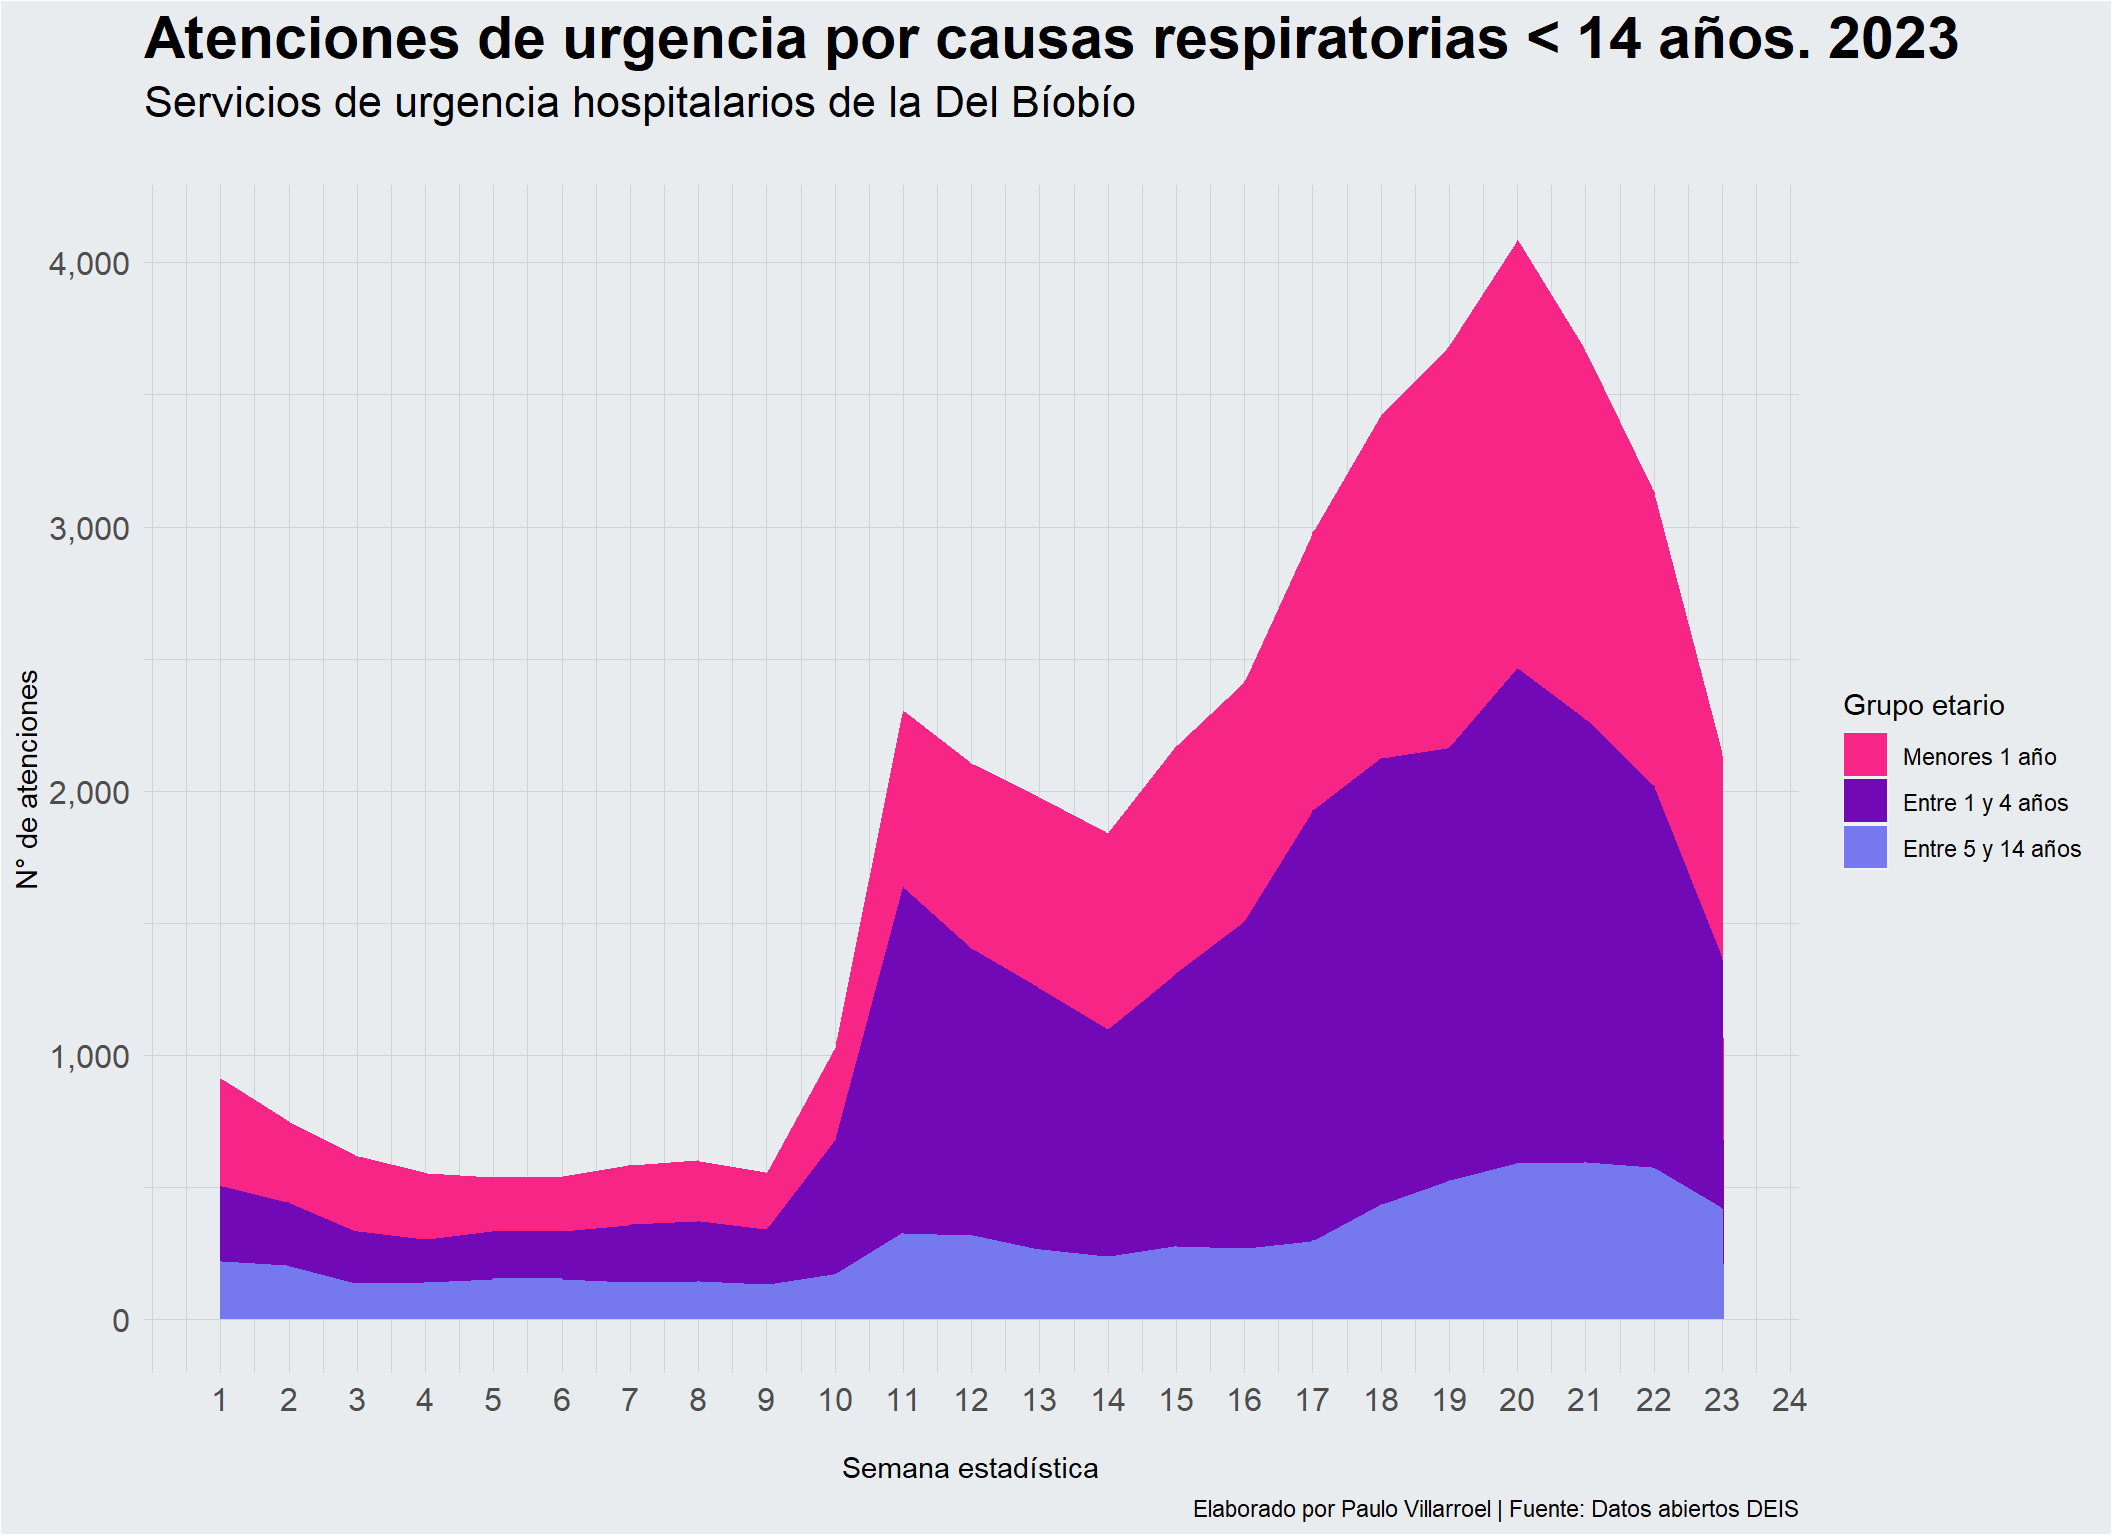 Atenciones de urgencia por causas respiratorias < 14 años. 2023
Servicios de urgencia hospitalarios de la Del Bíobío
4,000
3,000
2,000
1,000
0
N° de atenciones
1 2 3 4 5 6 7 8 9 10 11 12 13 14 15 16 17 18 19 20 21 22 23 24
Semana estadística
Grupo etario
Menores 1 año
Entre 1 y 4 años
Entre 5 y 14 años
Elaborado por Paulo Villarroel | Fuente: Datos abiertos DEIS